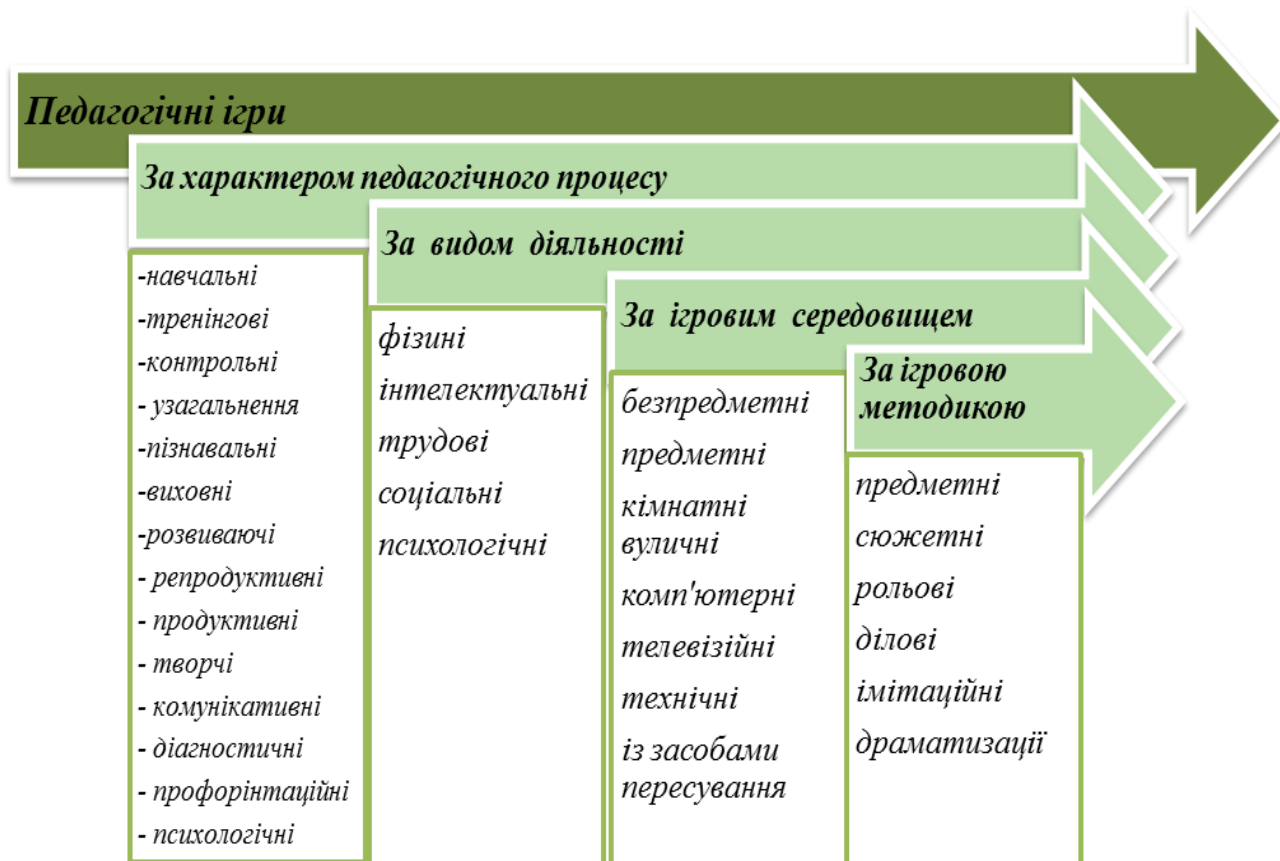 Педагогічні ігри
За характером педагогічного процесу
-навчальні
-тренінгові
-контрольні
- узагальнення
-пізнавальні
-виховні
-розвиваючі
- репродуктивні
- продуктивні
- творчі
- комунікативні
- діагностичні
- профорінтаційні
- психологічні
За видом діяльності
фізині
інтелектуальні
трудові
соціальні
психологічні
За ігровим середовищем
безпредметні
предметні
кімнатні
вуличні
комп'ютерні
телевізійні
технічні
із засобами
пересування
За ігровою
методикою
предметні
сюжетні
рольові
ділові
імітаційні
драматизації